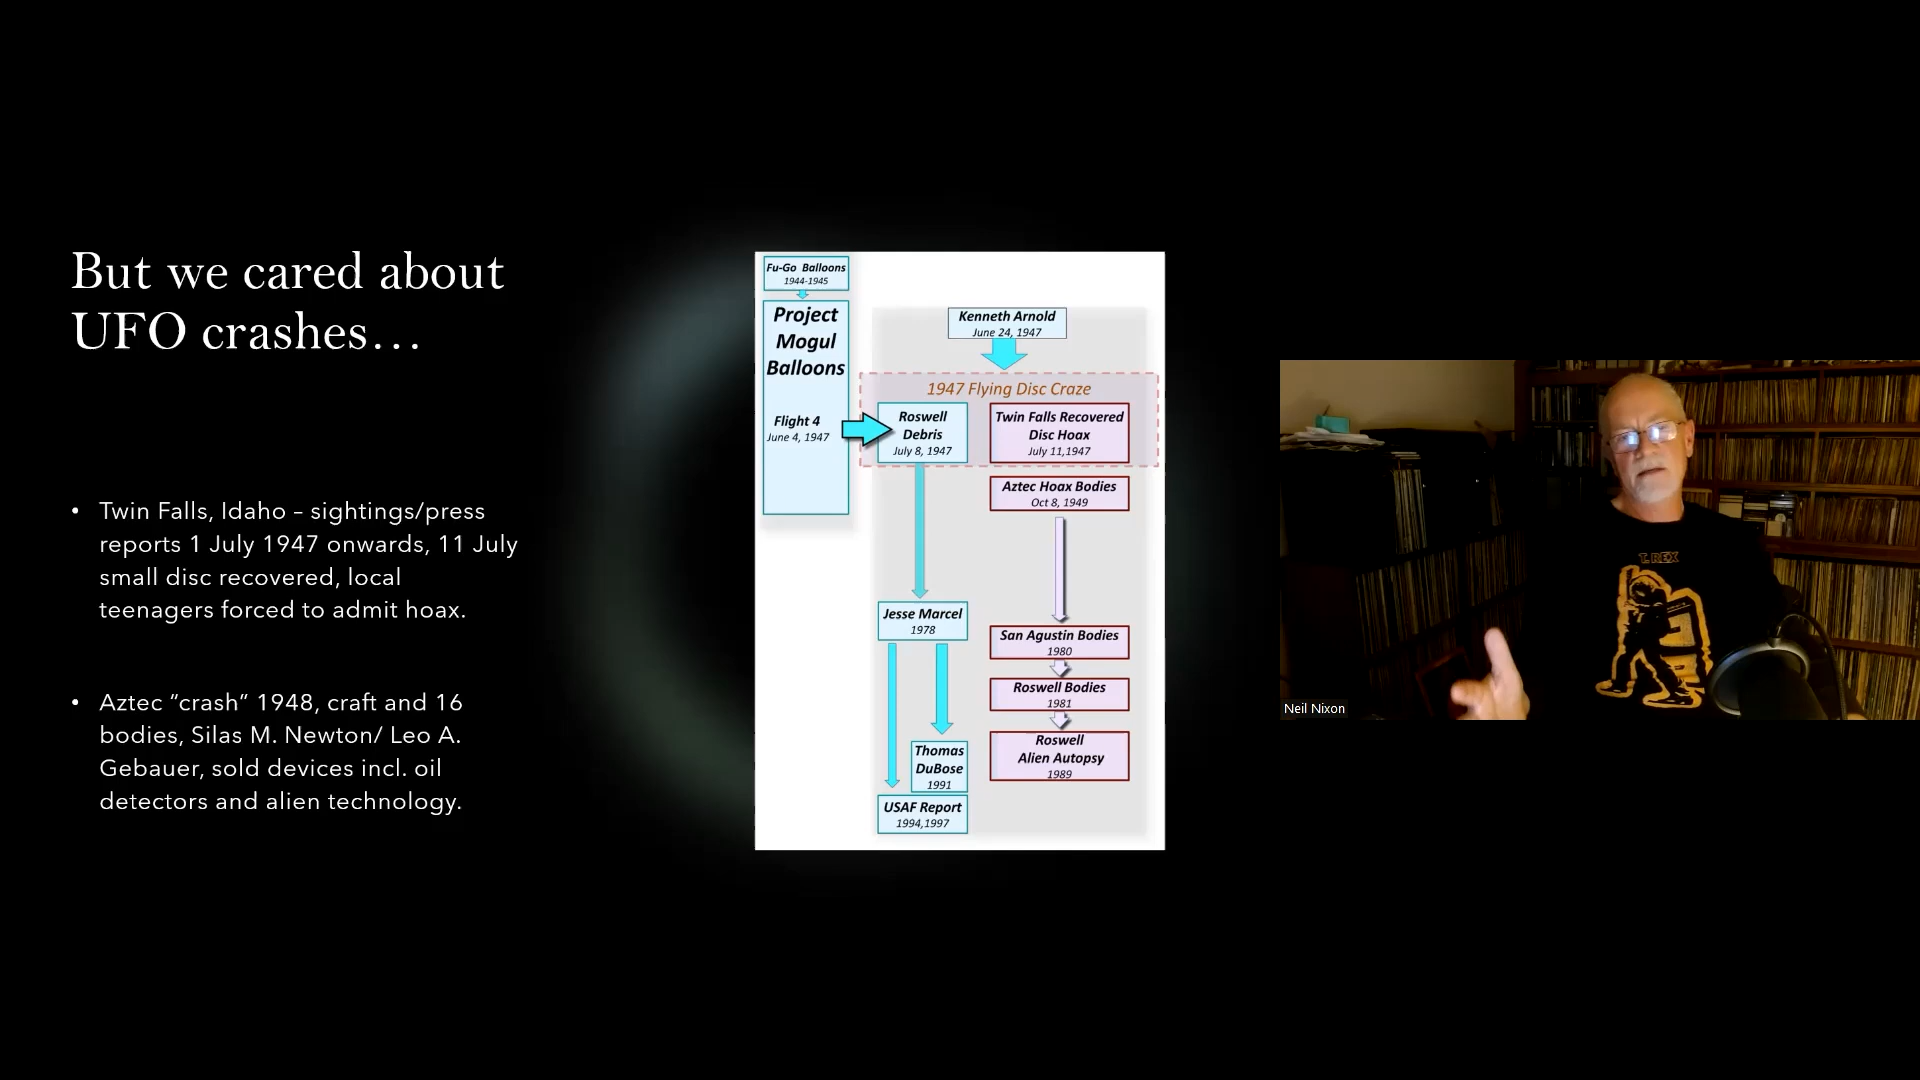 But we cared about
UFO crashes…
• Twin Falls, Idaho – sightings/press
reports 1 July 1947 onwards, 11 July
small disc recovered, local
teenagers forced to admit hoax.
• Aztec “crash” 1948, craft and 16
bodies, Silas M. Newton/ Leo A.
Gebauer, sold devices incl. oil
detectors and alien technology.
Fu-Go Balloons
1944-1945
Project
Mogul
Balloons
Flight 4
June 4, 1947
Kenneth Arnold
June 24, 1947
1947 Flying Disc Craze
Roswell
Debris
July 8, 1947
Twin Falls Recovered
Disc Hoax
July 11,1947
Aztec Hoax Bodies
Oct 8, 1949
Jesse Marcel
1978
San Agustin Bodies
1980
Roswell Bodies
1981
Roswell
Alien Autopsy
1989
Thomas
DuBose
1991
USAF Report
1994,1997
T. REX
Neil Nixon